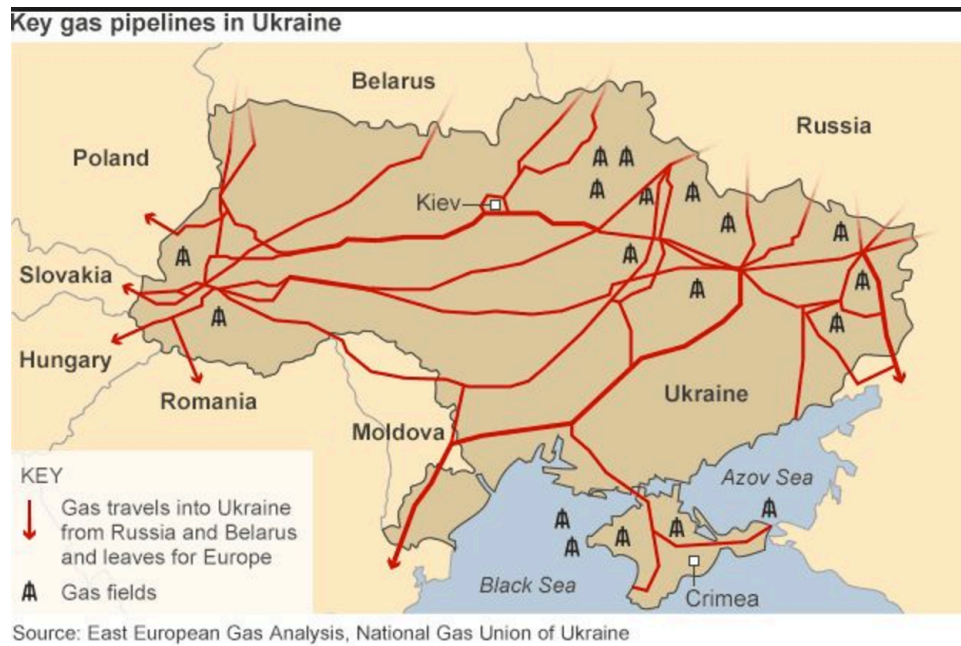 Key gas pipelines in Ukraine
Belarus
Russia
Poland
Kiev
Slovakia
Hungary
Ukraine
Romania
Moldova
Azov Sea
KEY
Gas travels into Ukraine
from Russia and Belarus
and leaves for Europe
Gas fields
Black Sea
Crimea
Source: East European Gas Analysis, National Gas Union of Ukraine